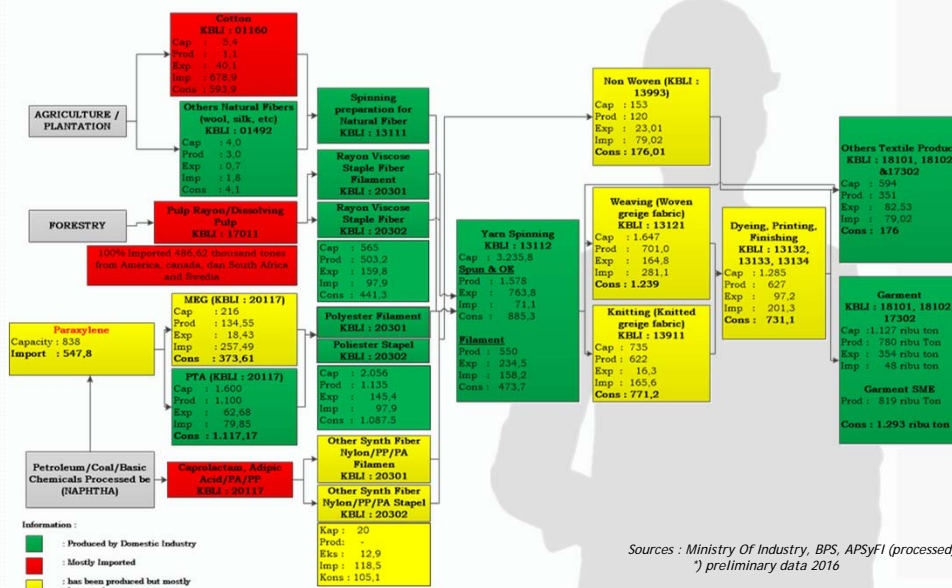 Cotton
KBLI : 01160
Cap : 5,4
Prod : 1,1
Exp : 40,1
Imp : 678,9
Cons : 593,9
AGRICULTURE /
PLANTATION
Others Natural Fibers
(wool, silk, etc)
KBLI : 01492
Cap : 4,0
Prod : 3,0
Exp : 0,7
Imp : 1,8
Cons : 4,1
Spinning
preparation for
Natural Fiber
KBLI : 13111
Rayon Viscose
Staple Fiber
Filament
KBLI : 20301
FORESTRY
Pulp Rayon/Dissolving
Pulp
KBLI : 17011
100% imported 486,62 thousand tones
from America, canada, dan South Africa
and Swedia
Rayon Viscose
Staple Fiber
KBLI : 20302
Cap : 565
Prod : 503,2
Exp : 159,8
Imp : 97,9
Cons : 441,3
Paraxylene
Capacity : 838
Import : 547,8
MEG (KBLI : 20117)
Cap : 216
Prod : 134,55
Exp : 18,43
Imp : 257,49
Cons : 373,61
PTA (KBLI : 20117)
Cap : 1.600
Prod : 1.100
Exp : 62,68
Imp : 79,85
Cons : 1.117,17
Polyester Filament
KBLI : 20301
Poliester Stapel
KBLI : 20302
Cap : 2.056
Prod : 1.135
Exp : 145,4
Imp : 97,9
Cons : 1.087.5
Petroleum/Coal/Basic
Chemicals Processed be
(NAPHTHA)
Caprolactam, Adipic
Acid/PA/PP
KBLI : 20117
Other Synth Fiber
Nylon/PP/PA
Filamen
KBLI : 20301
Other Synth Fiber
Nylon/PP/PA Stapel
KBLI : 20302
Kap : 20
Prod: -
Eks : 12,9
Imp : 118,5
Kons : 105,1
Yarn Spinning
KBLI : 13112
Cap : 3.235,8
Spun & OE
Prod : 1.578
Exp : 763,8
Imp : 71,1
Cons : 885,3
Filament
Prod : 550
Exp : 234,5
Imp : 158,2
Cons : 473,7
Non Woven (KBLI :
13993)
Cap : 153
Prod : 120
Exp : 23,01
Imp : 79,02
Cons : 176,01
Weaving (Woven
greige fabric)
KBLI : 13121
Cap : 1.647
Prod : 701,0
Exp : 164,8
Imp : 281,1
Cons : 1.239
Knitting (Knitted
greige fabric)
KBLI : 13911
Cap : 735
Prod : 622
Exp : 16,3
Imp : 165,6
Cons : 771,2
Dyeing, Printing,
Finishing
KBLI : 13132,
13133, 13134
Cap : 1.285
Prod : 627
Exp : 97,2
Imp : 201,3
Cons : 731,1
Others Textile Produc
KBLI : 18101, 18102
&17302
Cap : 594
Prod : 351
Exp : 82,53
Imp : 79,02
Cons : 176
Garment
KBLI : 18101, 18102
17302
Cap :1.127 ribu ton
Prod : 780 ribu Ton
Exp : 354 ribu ton
Imp : 48 ribu ton
Garment SME
Prod : 819 ribu Ton
Cons : 1.293 ribu ton
Information :
: Produced by Domestic Industry
: Mostly Imported
: has been produced but mostly
Sources : Ministry Of Industry, BPS, APSyFI (processed)
*) preliminary data 2016